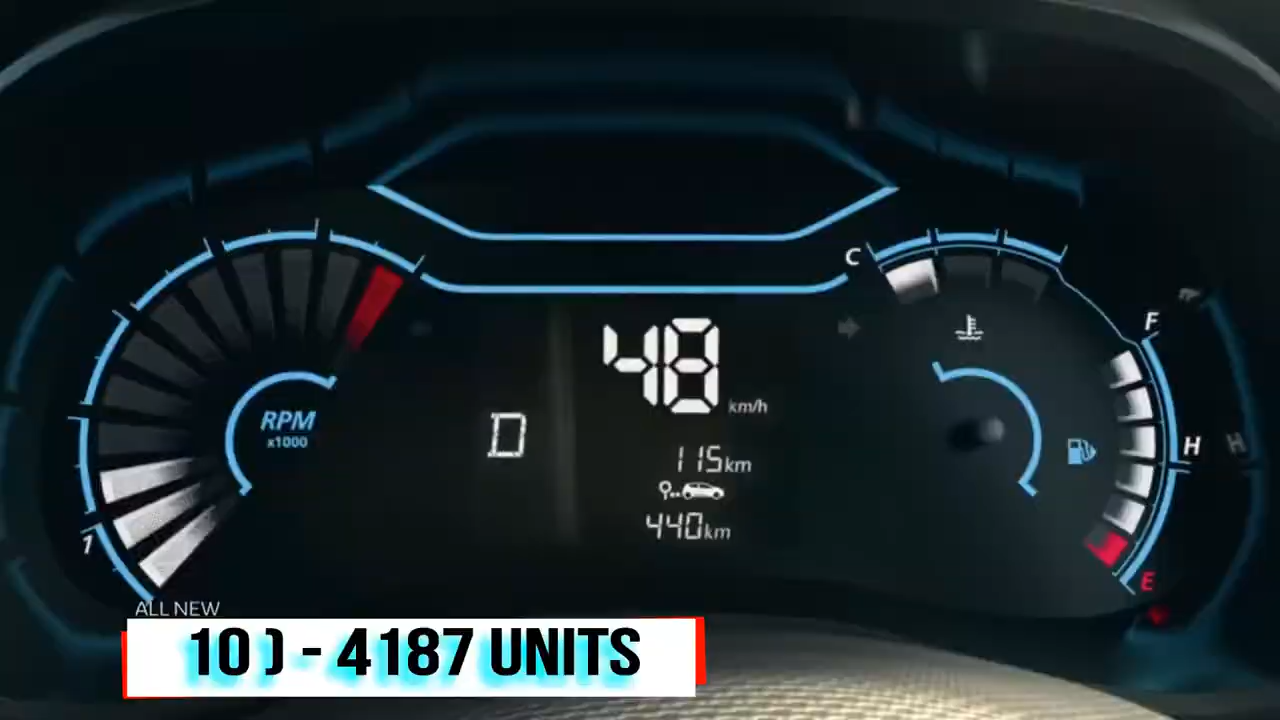 C
F
48
km/h
RPM
x1000
D
H
H
115km
440km
1
E
ALL NEW
10 ) - 4187 UNITS